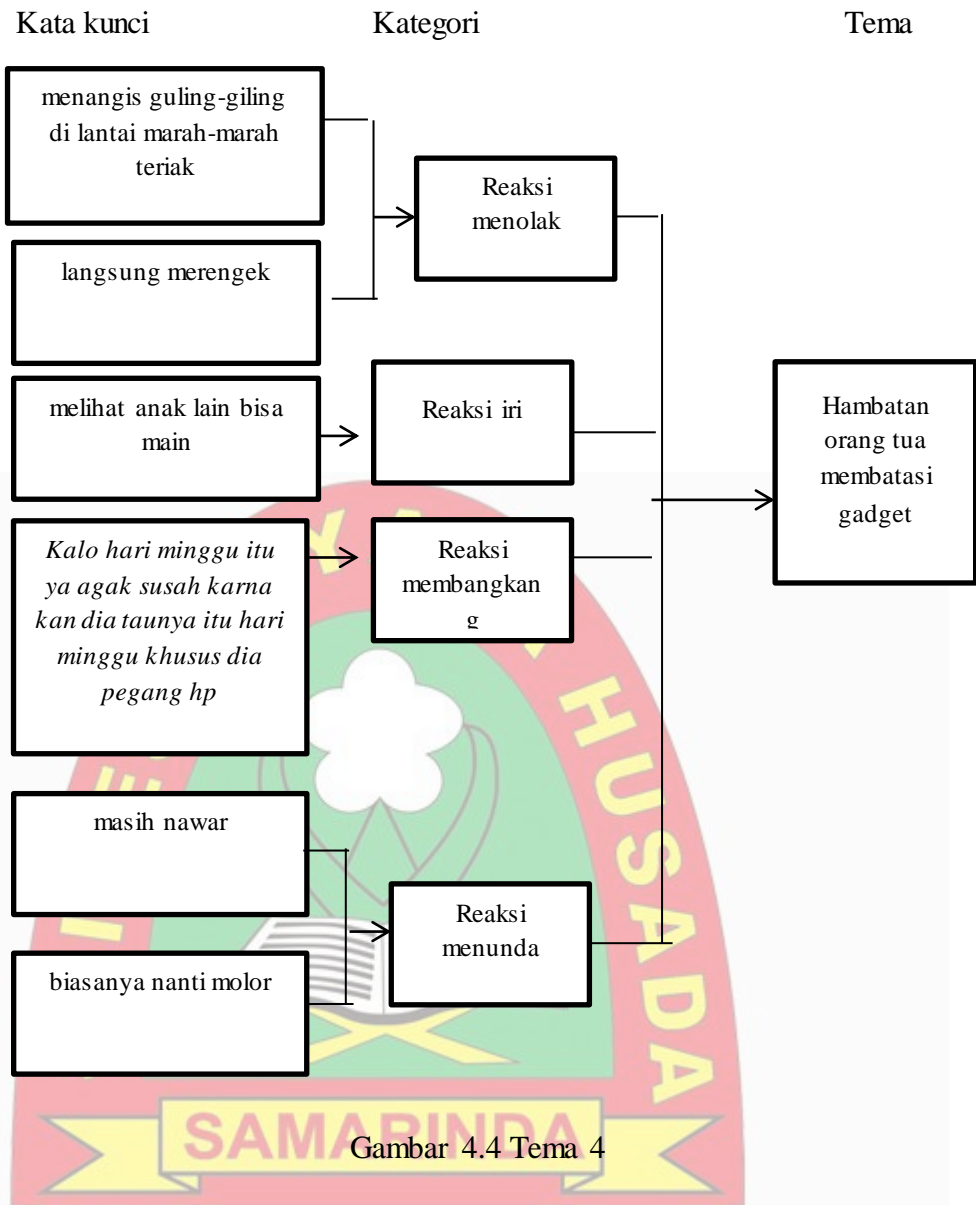 Kata kunci Kategori Tema
menangis guling-giling
di lantai marah-marah
teriak
langsung merengek
Reaksi
menolak
melihat anak lain bisa
main
Reaksi iri
Kalo hari minggu itu
ya agak susah karna
kan dia taunya itu hari
minggu khusus dia
pegang hp
Reaksi
membangkan
g
masih nawar
biasanya nanti molor
Reaksi
menunda
Hambatan
orang tua
membatasi
gadget
HUSADA
SAMARINDA
Gambar 4.4 Tema 4